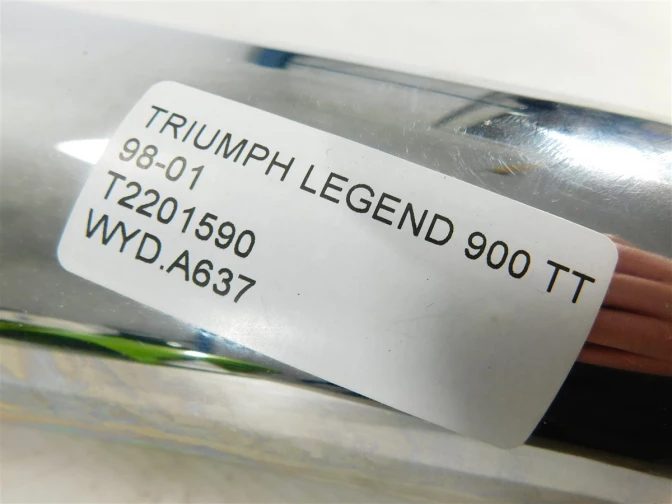 TRIUMPH LEGEND 900 TT
98-01
T2201590
WYD.A637